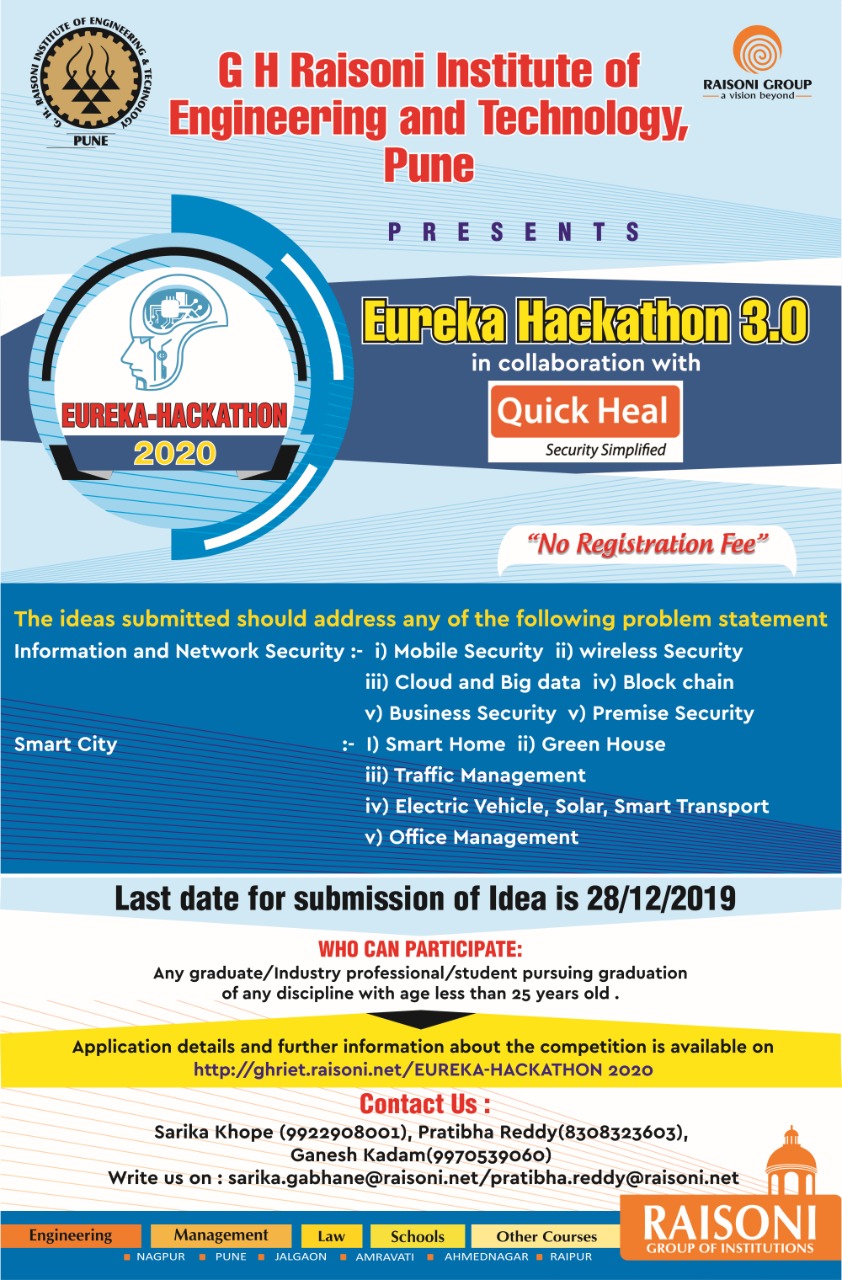 G. H. RAISONI INSTITUTE OF ENGINEERING & TECHNOLOGY
PUNE
RAISONI GROUP
a vision beyond
G H Raisoni Institute of
Engineering and Technology,
Pune
PRESENTS
EUREKA-HACKATHON
2020
Eureka Hackathon 3.0
in collaboration with
Quick Heal
Security Simplified
“No Registration Fee”
The ideas submitted should address any of the following problem statement
Information and Network Security :- i) Mobile Security ii) wireless Security
iii) Cloud and Big data iv) Block chain
v) Business Security v) Premise Security
Smart City :- I) Smart Home ii) Green House
iii) Traffic Management
iv) Electric Vehicle, Solar, Smart Transport
v) Office Management
Last date for submission of Idea is 28/12/2019
WHO CAN PARTICIPATE:
Any graduate/Industry professional/student pursuing graduation
of any discipline with age less than 25 years old .
Application details and further information about the competition is available on
http://ghriet.raisoni.net/EUREKA-HACKATHON 2020
Contact Us :
Sarika Khope (9922908001), Pratibha Reddy(8308323603),
Ganesh Kadam(9970539060)
Write us on : sarika.gabhane@raisoni.net/pratibha.reddy@raisoni.net
Engineering Management Law Schools Other Courses
NAGPUR PUNE JALGAON AMRAVATI AHMEDNAGAR RAIPUR
RAISONI
GROUP OF INSTITUTIONS